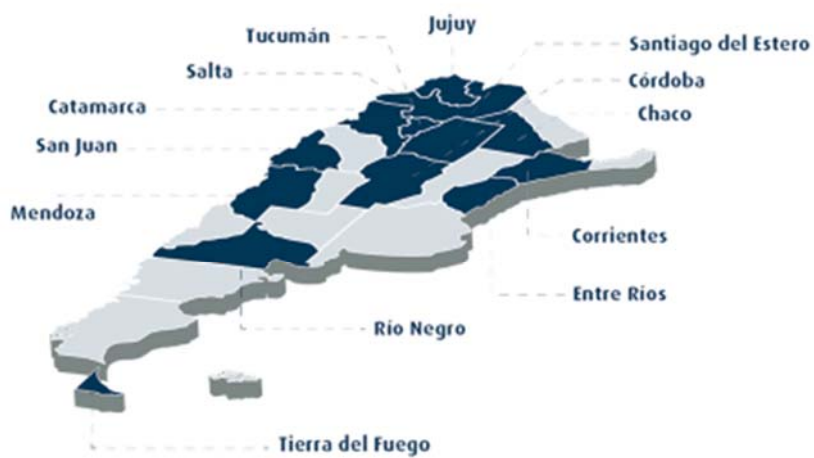 Jujuy
Tucumán
Santiago del Estero
Salta
Córdoba
Catamarca
Chaco
San Juan
Mendoza
Corrientes
Entre Ríos
Río Negro
Tierra del Fuego